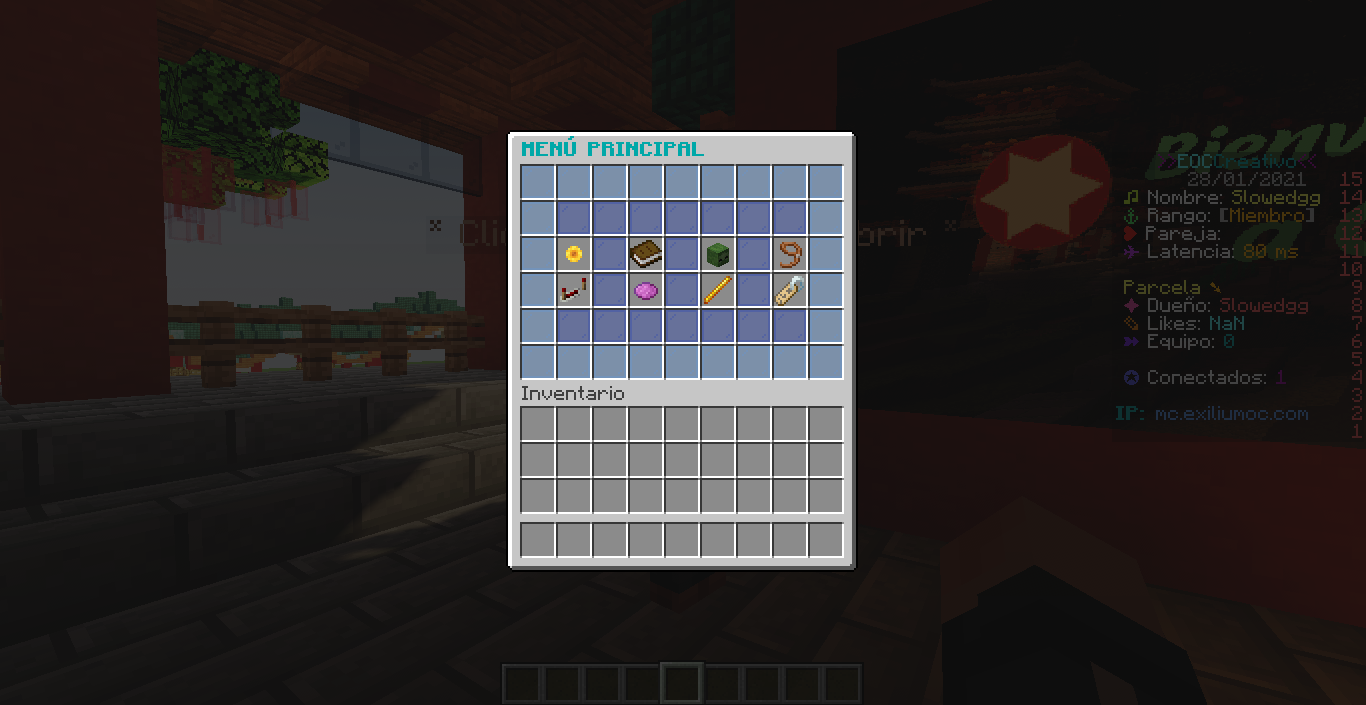 MENÚ PRINCIPAL
Inventario
Bienv
EOCCreativo
28/01/2021 15
Nombre: Slowedgg 14
Rango: [Miembro] 13
Pareja: 12
Latencia: 80 ms 11
10
Parcela 9
Dueño: Slowedgg 8
Likes: NaN 7
Equipo: 0 6
5
Conectados: 1 4
3
IP: mc.exiliumoc.com 2
1